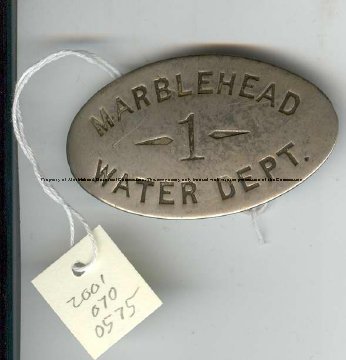 MARBLEHEAD
-1-
WATER DEPT.
2001
070
0575